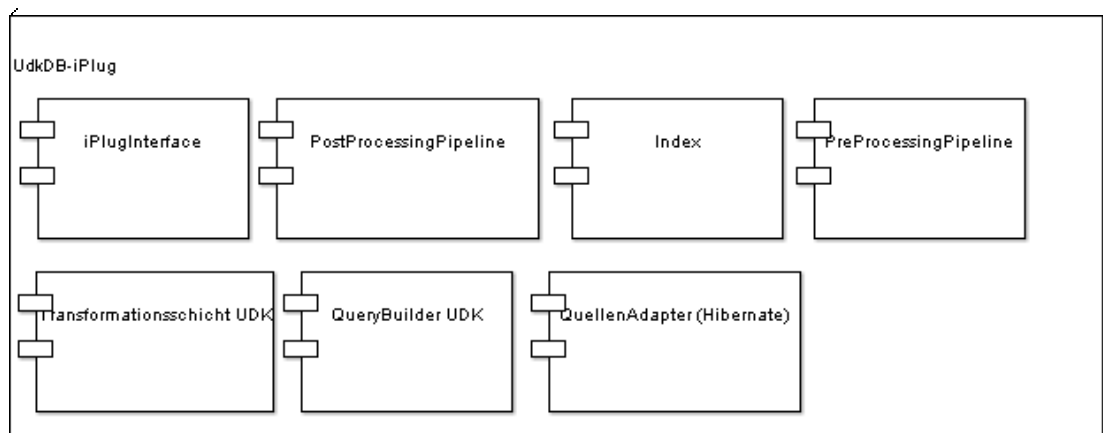 UdkDB-iPlug
iPlugInterface
PostProcessingPipeline
Index
PreProcessingPipeline
Transformationsschicht UDK
QueryBuilder UDK
QuellenAdapter (Hibernate)